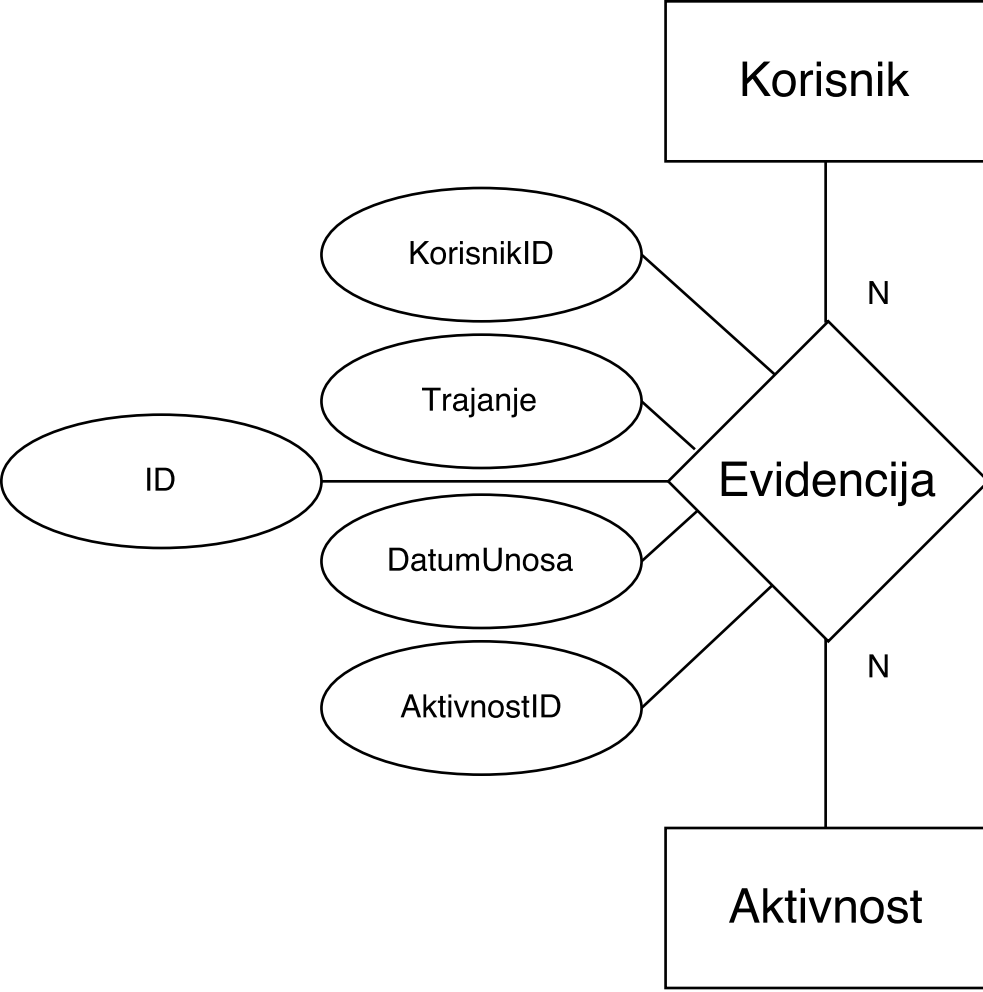 Korisnik
KorisnikID
N
Trajanje
ID
Evidencija
DatumUnosa
N
AktivnostID
Aktivnost